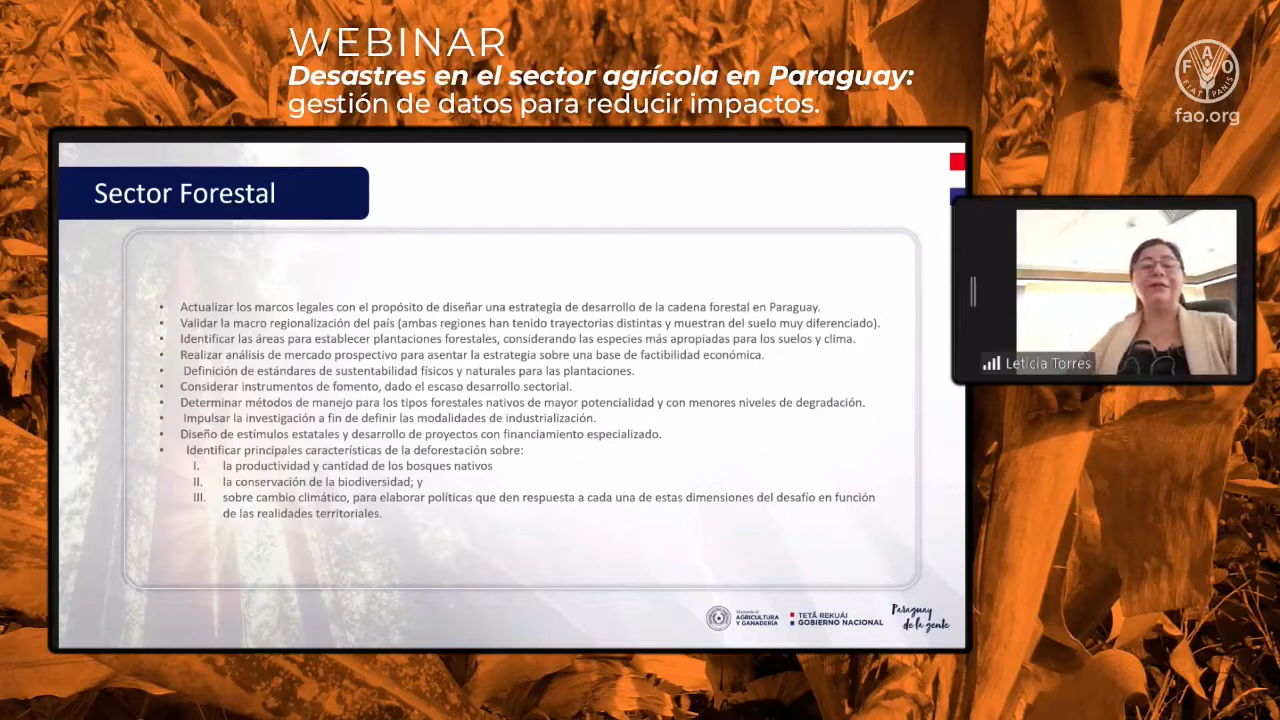 WEBINAR
Desastres en el sector agrícola en Paraguay:
gestión de datos para reducir impactos.
F A O
FIAT PANIS
fao.org
Sector Forestal
• Actualizar los marcos legales con el propósito de diseñar una estrategia de desarrollo de la cadena forestal en Paraguay.
• Validar la macro regionalización del país (ambas regiones han tenido trayectorias distintas y muestran del suelo muy diferenciado).
• Identificar las áreas para establecer plantaciones forestales, considerando las especies más apropiadas para los suelos y clima.
• Realizar análisis de mercado prospectivo para asentar la estrategia sobre una base de factibilidad económica.
• Definición de estándares de sustentabilidad físicos y naturales para las plantaciones.
• Considerar instrumentos de fomento, dado el escaso desarrollo sectorial.
• Determinar métodos de manejo para los tipos forestales nativos de mayor potencialidad y con menores niveles de degradación.
• Impulsar la investigación a fin de definir las modalidades de industrialización.
• Diseño de estímulos estatales y desarrollo de proyectos con financiamiento especializado.
• Identificar principales características de la deforestación sobre:
I. la productividad y cantidad de los bosques nativos
II. la conservación de la biodiversidad; y
III. sobre cambio climático, para elaborar políticas que den respuesta a cada una de estas dimensiones del desafío en función
de las realidades territoriales.
Leticia Torres
Ministerio de
AGRICULTURA
Y GANADERÍA
TETÃ REKUÁI
GOBIERNO NACIONAL
Paraguay
de la gente